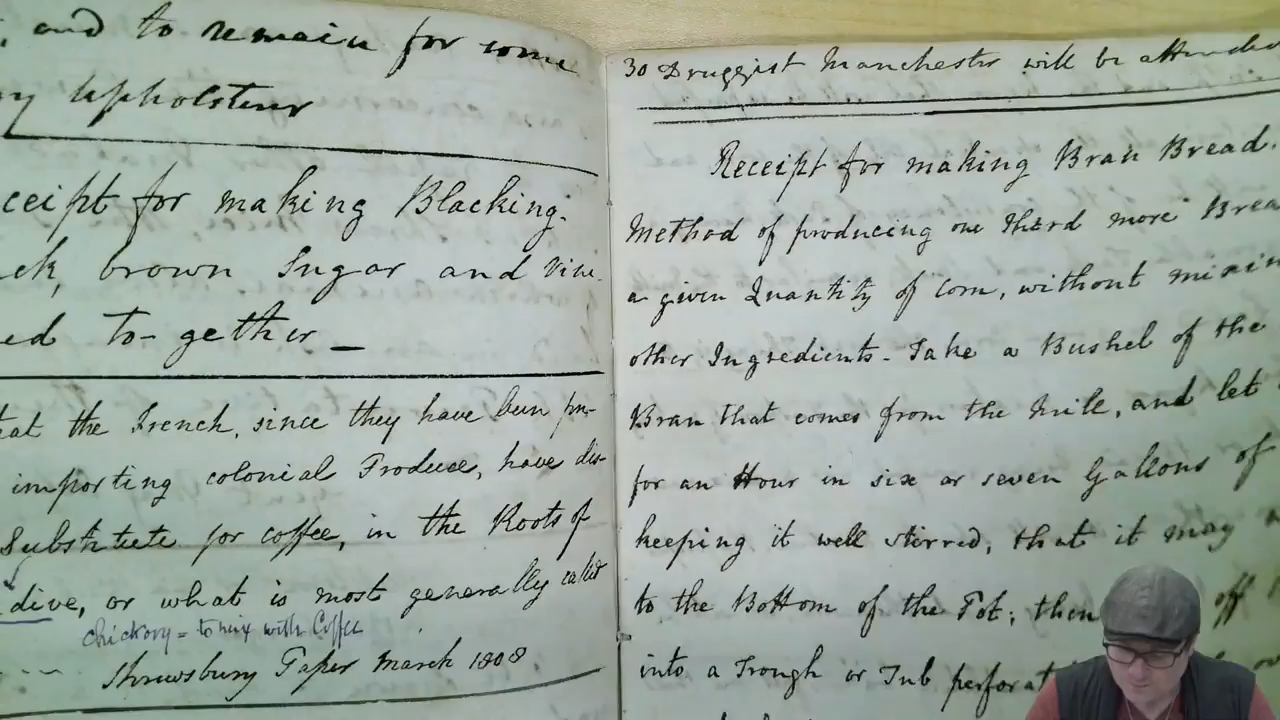 , and to remain for some
ny Upholsterer
ceipt for making Blacking.
ck, brown Sugar and Vine-
ed to-gether
at the French, since they have been pre-
importing colonial Produce, have dis-
Substitute for coffee, in the Roots of
dive, or what is most generally called
chickory = to mix with Coffee
Shrewsbury Paper March 1808
30 Druggist Manchester will be attended
Receipt for making Bran Bread.
Method of producing one third more Brea
a given Quantity of Corn, without mixin
other Ingredients - Take a Bushel of the
Bran that comes from the Mill, and let
for an Hour in six or seven Gallons of
keeping it well stirred, that it may
to the Bottom of the Pot; then off
into a Trough or Tub perforat